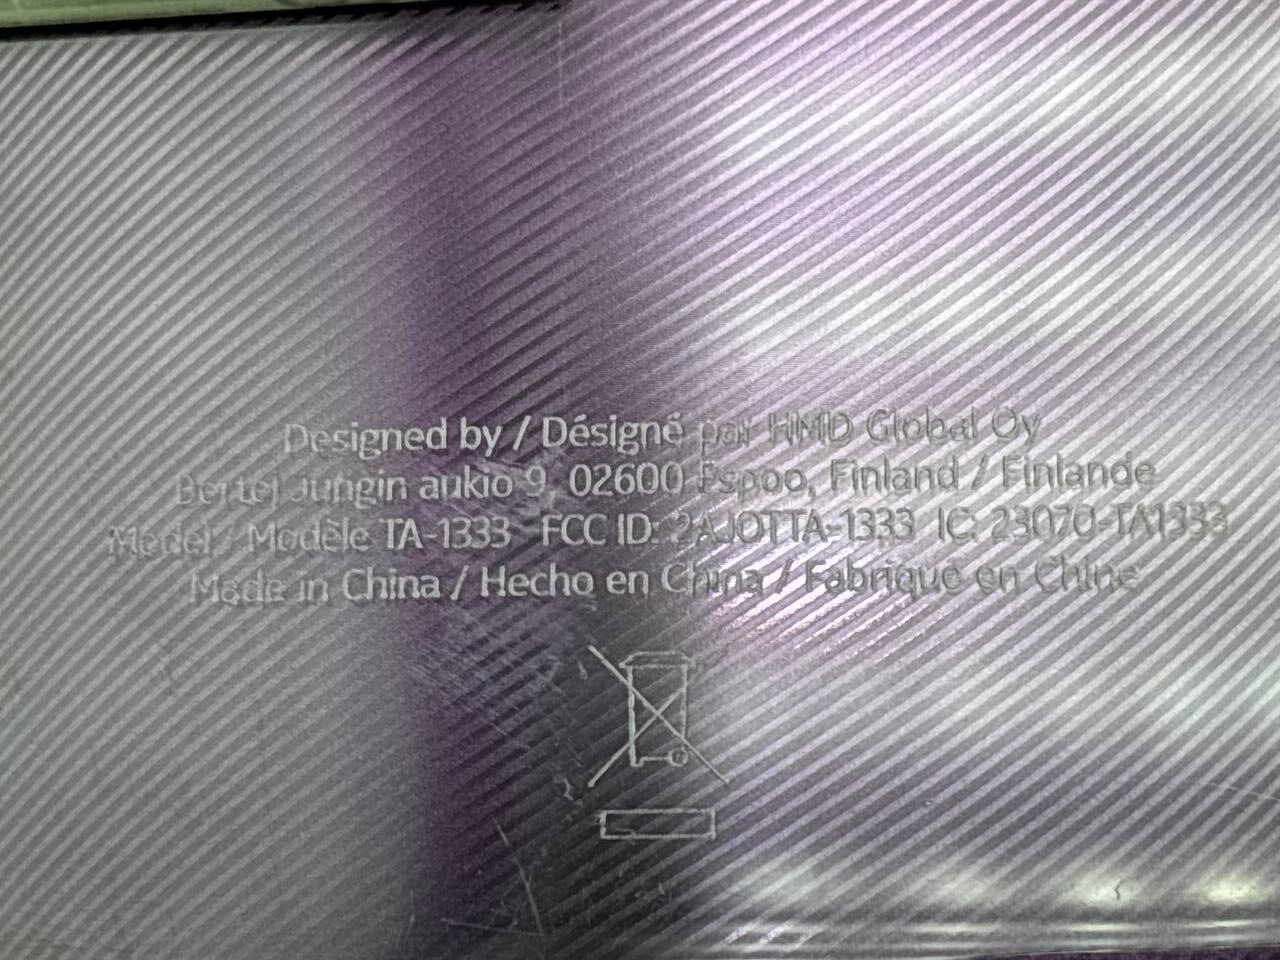 Designed by / Désigné par HMD Global Oy
Bertel Jungin aukio 9, 02600 Espoo, Finland / Finlande
Model / Modèle TA-1333 FCC ID: 2AJOTTA-1333 IC: 23070-TA1333
Made in China / Hecho en China / Fabriqué en Chine